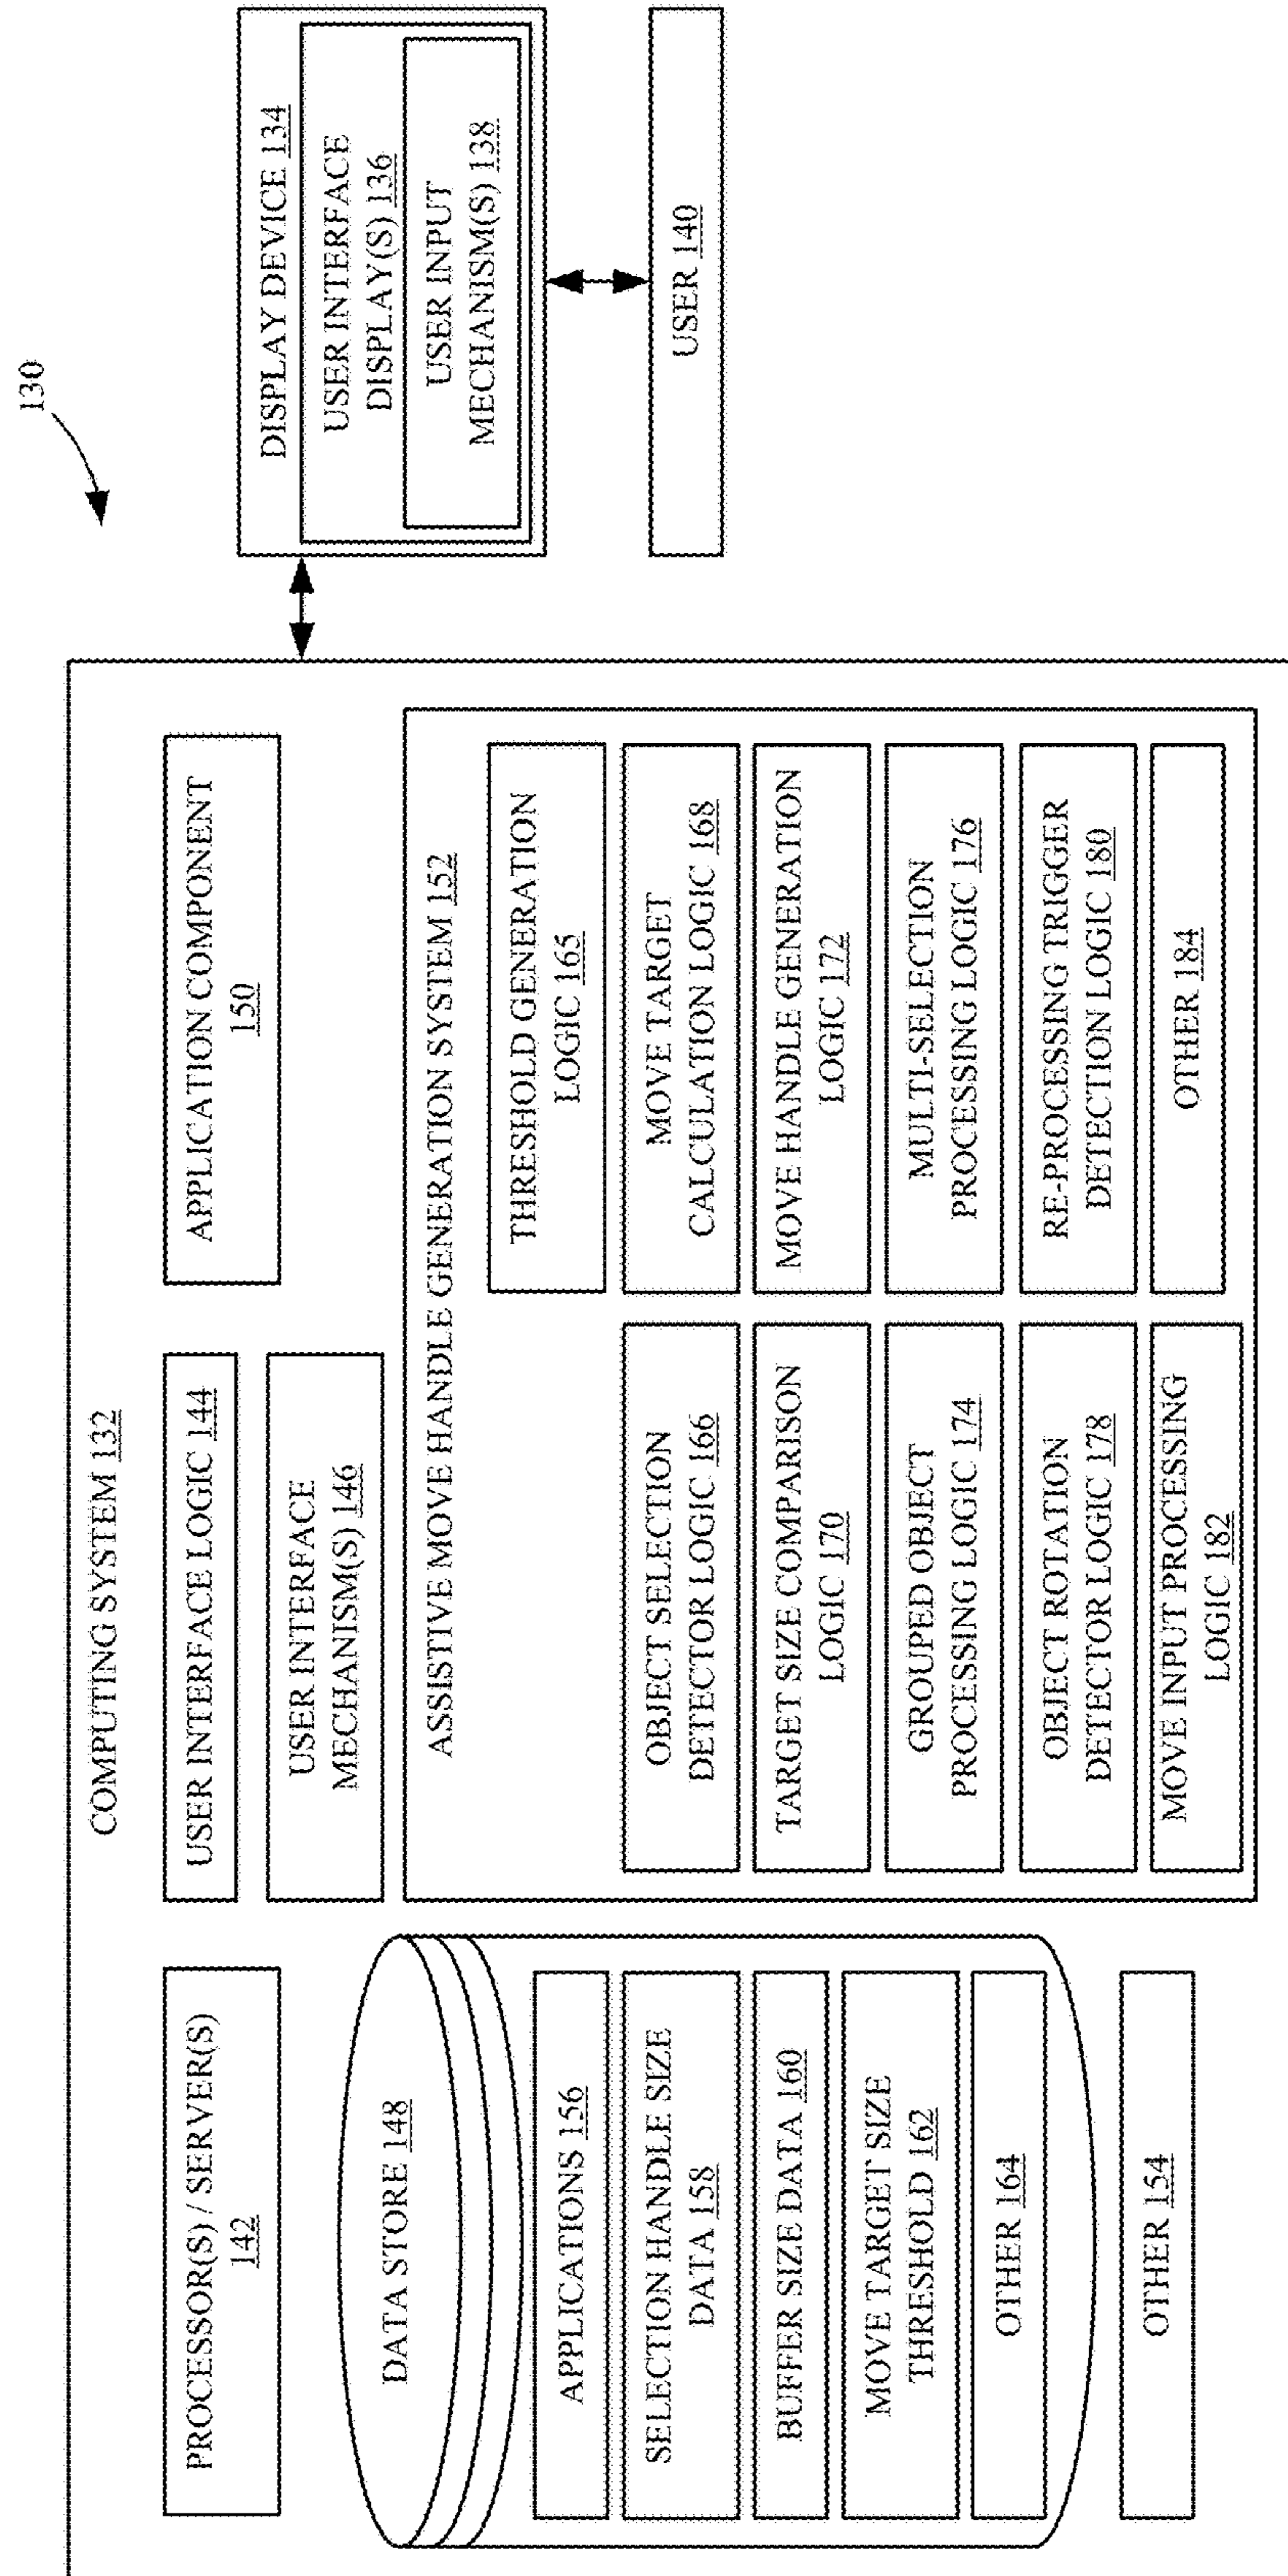 130
COMPUTING SYSTEM 132
PROCESSOR(S) / SERVER(S)
142
USER INTERFACE LOGIC 144
USER INTERFACE
MECHANISM(S) 146
APPLICATION COMPONENT
150
DATA STORE 148
APPLICATIONS 156
SELECTION HANDLE SIZE
DATA 158
BUFFER SIZE DATA 160
MOVE TARGET SIZE
THRESHOLD 162
OTHER 164
OTHER 154
ASSISTIVE MOVE HANDLE GENERATION SYSTEM 152
THRESHOLD GENERATION
LOGIC 165
OBJECT SELECTION
DETECTOR LOGIC 166
MOVE TARGET
CALCULATION LOGIC 168
TARGET SIZE COMPARISON
LOGIC 170
MOVE HANDLE GENERATION
LOGIC 172
GROUPED OBJECT
PROCESSING LOGIC 174
MULTI-SELECTION
PROCESSING LOGIC 176
OBJECT ROTATION
DETECTOR LOGIC 178
RE-PROCESSING TRIGGER
DETECTION LOGIC 180
MOVE INPUT PROCESSING
LOGIC 182
OTHER 184
DISPLAY DEVICE 134
USER INTERFACE
DISPLAY(S) 136
USER INPUT
MECHANISM(S) 138
USER 140